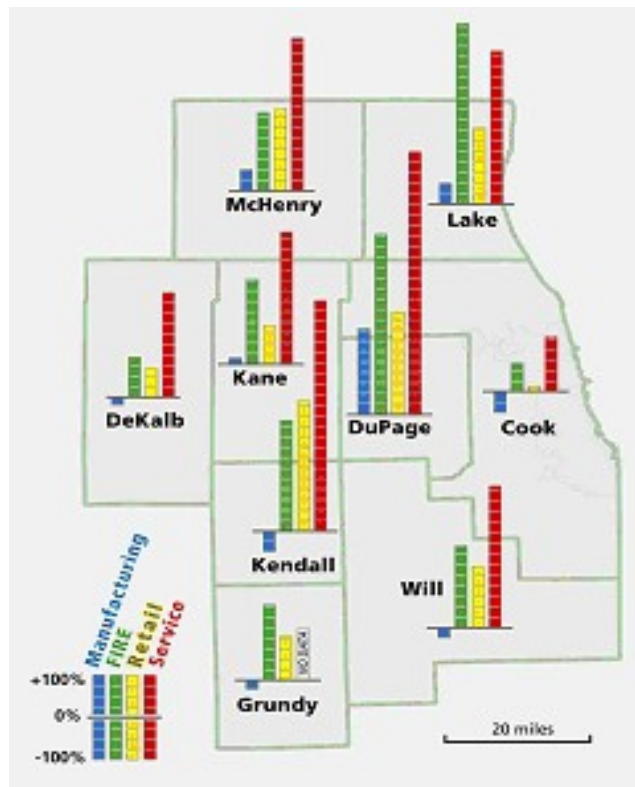 McHenry
Lake
Kane
DeKalb
DuPage
Cook
Kendall
Will
NO DATA
Grundy
Manufacturing
FIRE
Retail
Service
+100%
0%
-100%
20 miles